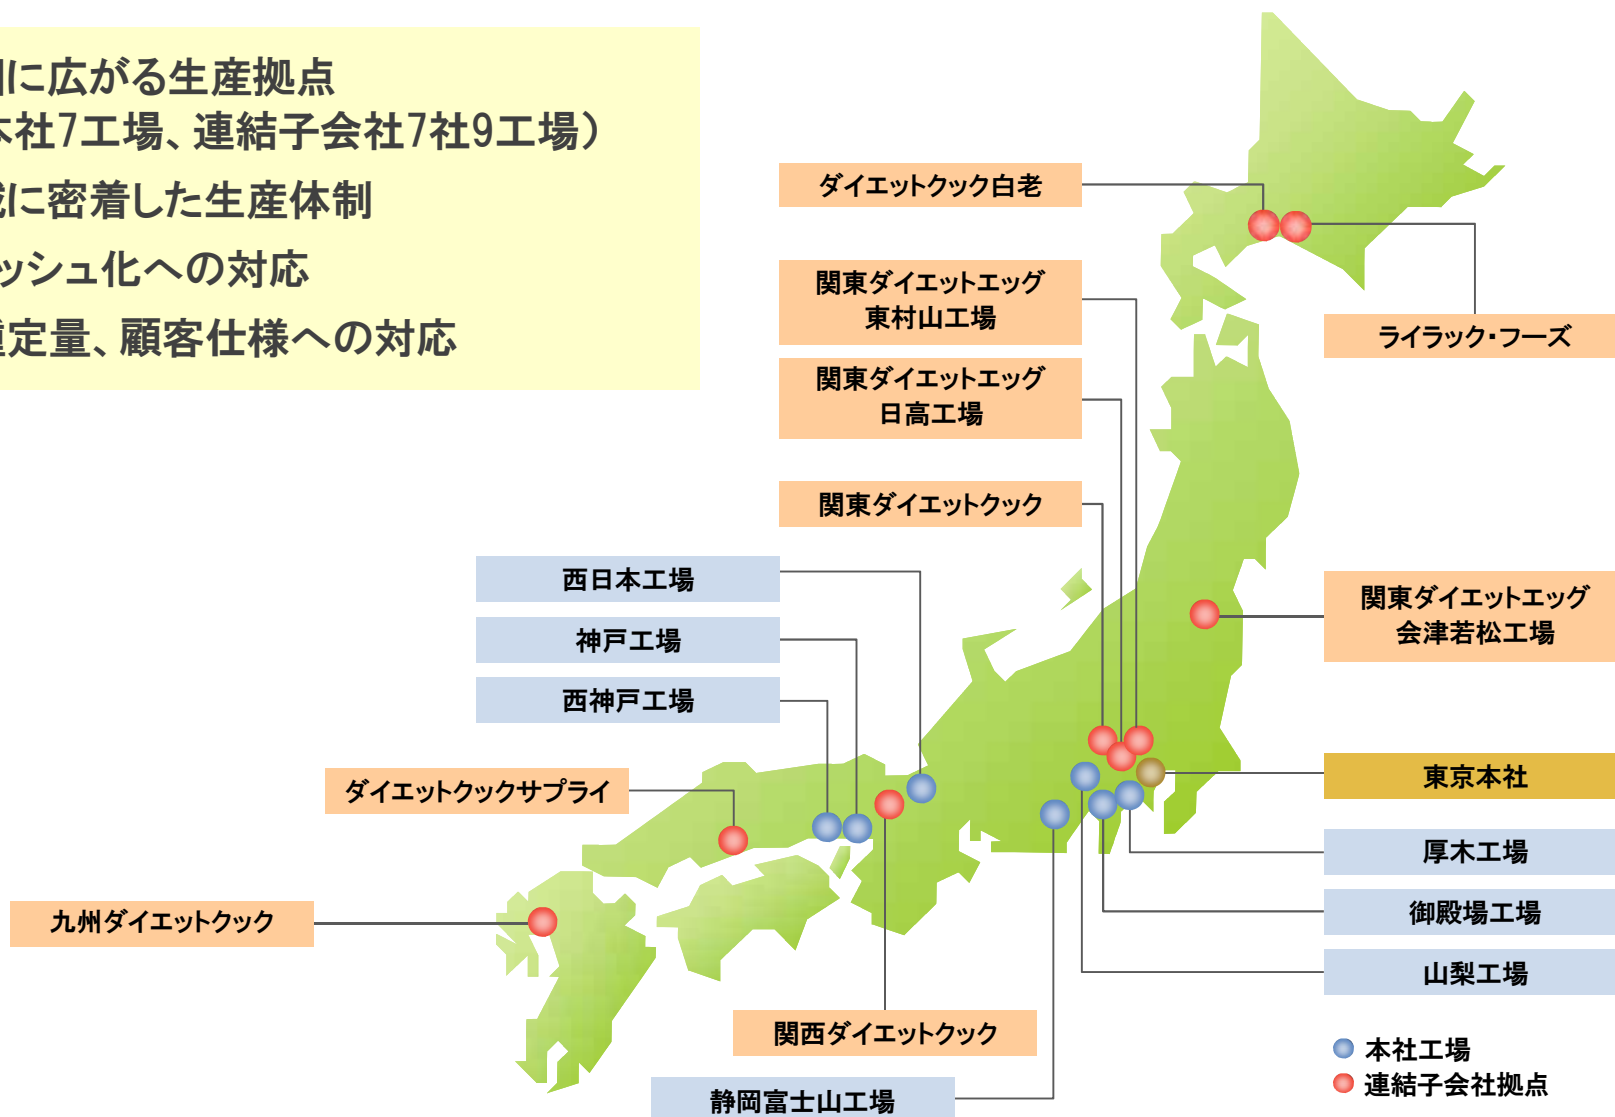 に広がる生産拠点
社7工場、連結子会社7社9工場）
に密着した生産体制
ッシュ化への対応
定量、顧客仕様への対応
ダイエットクック白老
関東ダイエットエッグ
東村山工場
ライラック・フーズ
関東ダイエットエッグ
日高工場
関東ダイエットクック
西日本工場
関東ダイエットエッグ
会津若松工場
神戸工場
西神戸工場
東京本社
ダイエットクックサプライ
厚木工場
御殿場工場
九州ダイエットクック
山梨工場
関西ダイエットクック
本社工場
連結子会社拠点
静岡富士山工場